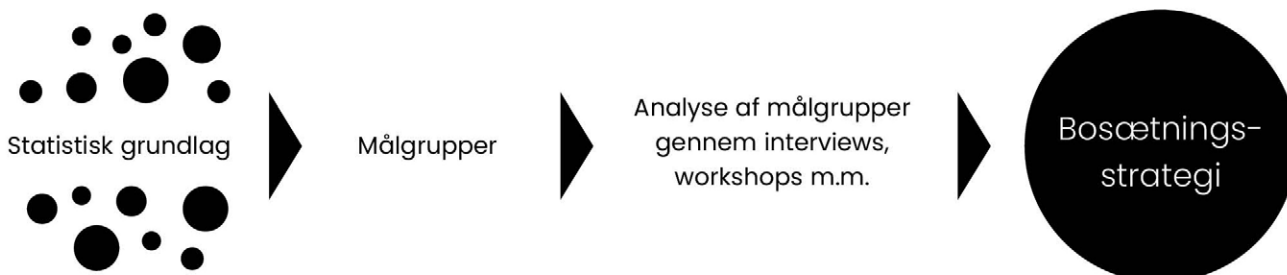 Statistisk grundlag
Målgrupper
Analyse af målgrupper
gennem interviews,
workshops m.m.
Bosætnings-
strategi